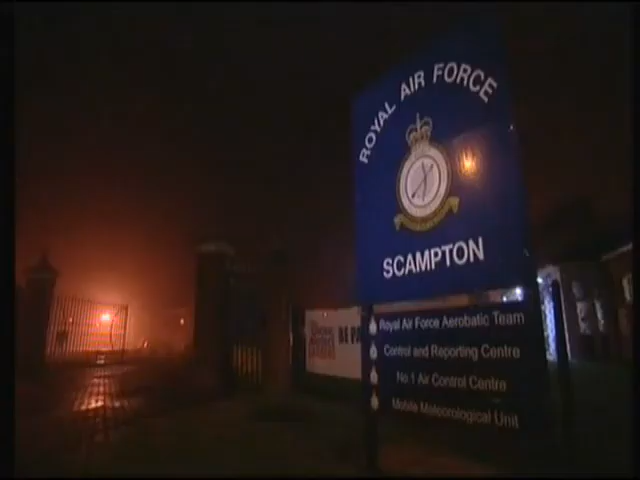 ROYAL AIR FORCE
SCAMPTON
Royal Air Force Aerobatic Team
Control and Reporting Centre
No 1 Air Control Centre
Mobile Meteorological Unit